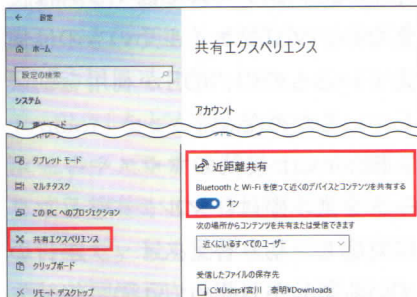 ← 設定
ホーム
設定の検索
システム
共有エクスペリエンス
アカウント
タブレット モード
マルチタスク
この PC へのプロジェクション
共有エクスペリエンス
クリップボード
リモート デスクトップ
近距離共有
Bluetooth と Wi-Fi を使って近くのデバイスとコンテンツを共有する
オン
次の場所からコンテンツを共有または受信できます
近くにいるすべてのユーザー
受信したファイルの保存先
C:¥Users¥宮川 泰明¥Downloads